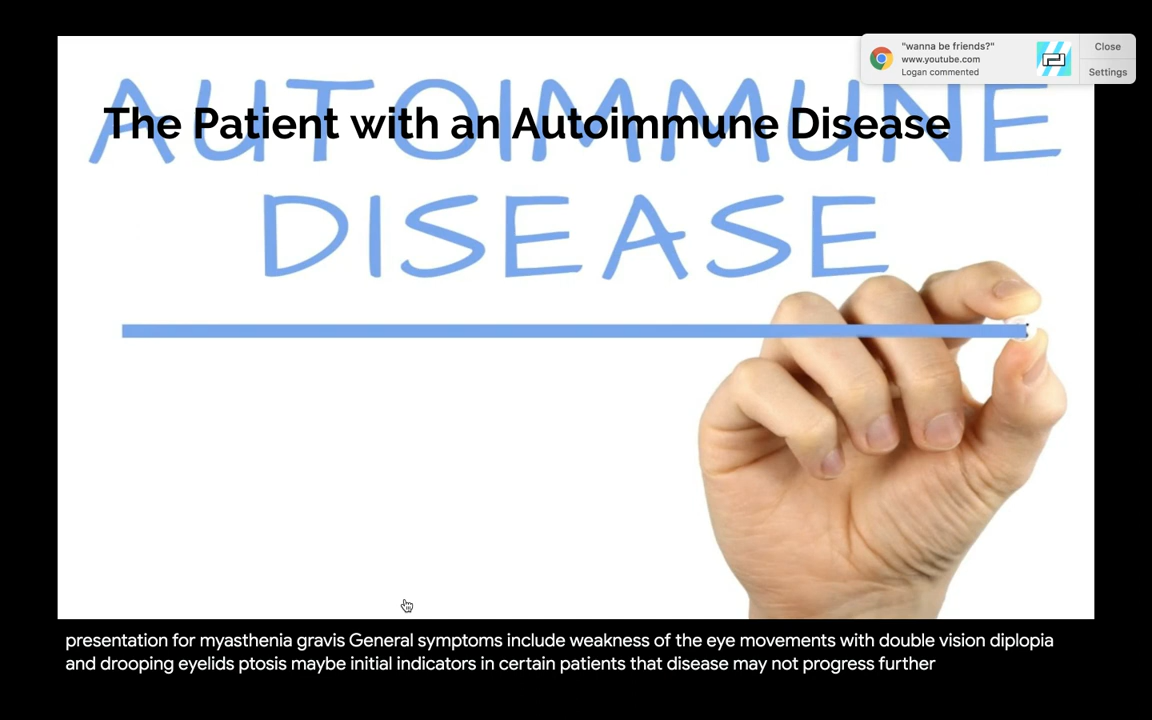 "wanna be friends?"
www.youtube.com
Logan commented
Close
Settings
AUTOIMMUNE
The Patient with an Autoimmune Disease
DISEASE
presentation for myasthenia gravis General symptoms include weakness of the eye movements with double vision diplopia
and drooping eyelids ptosis maybe initial indicators in certain patients that disease may not progress further